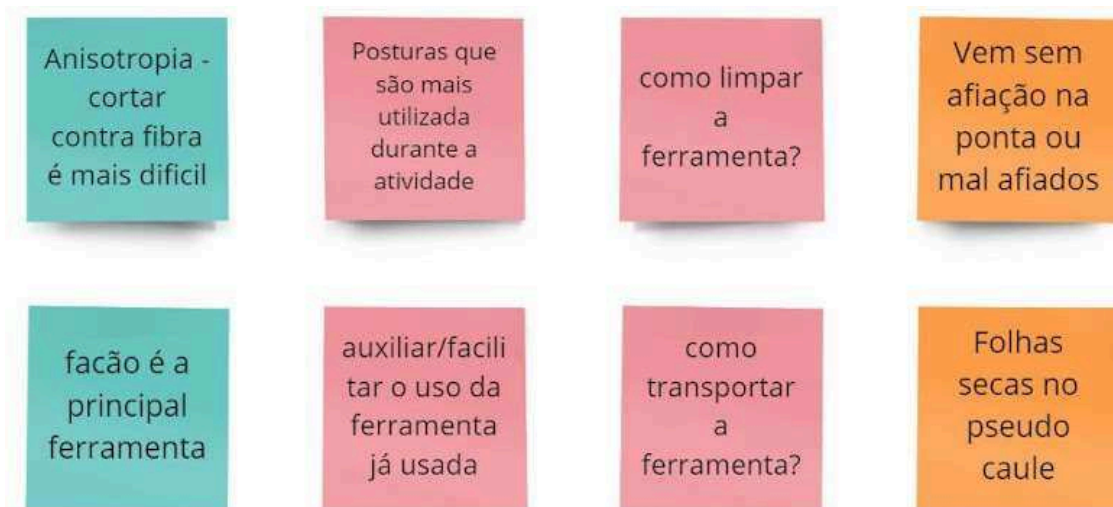 Anisotropia -
cortar
contra fibra
é mais dificil
Posturas que
são mais
utilizada
durante a
atividade
como limpar
a
ferramenta?
Vem sem
afiação na
ponta ou
mal afiados
facão é a
principal
ferramenta
auxiliar/facili
tar o uso da
ferramenta
já usada
como
transportar
a
ferramenta?
Folhas
secas no
pseudo
caule